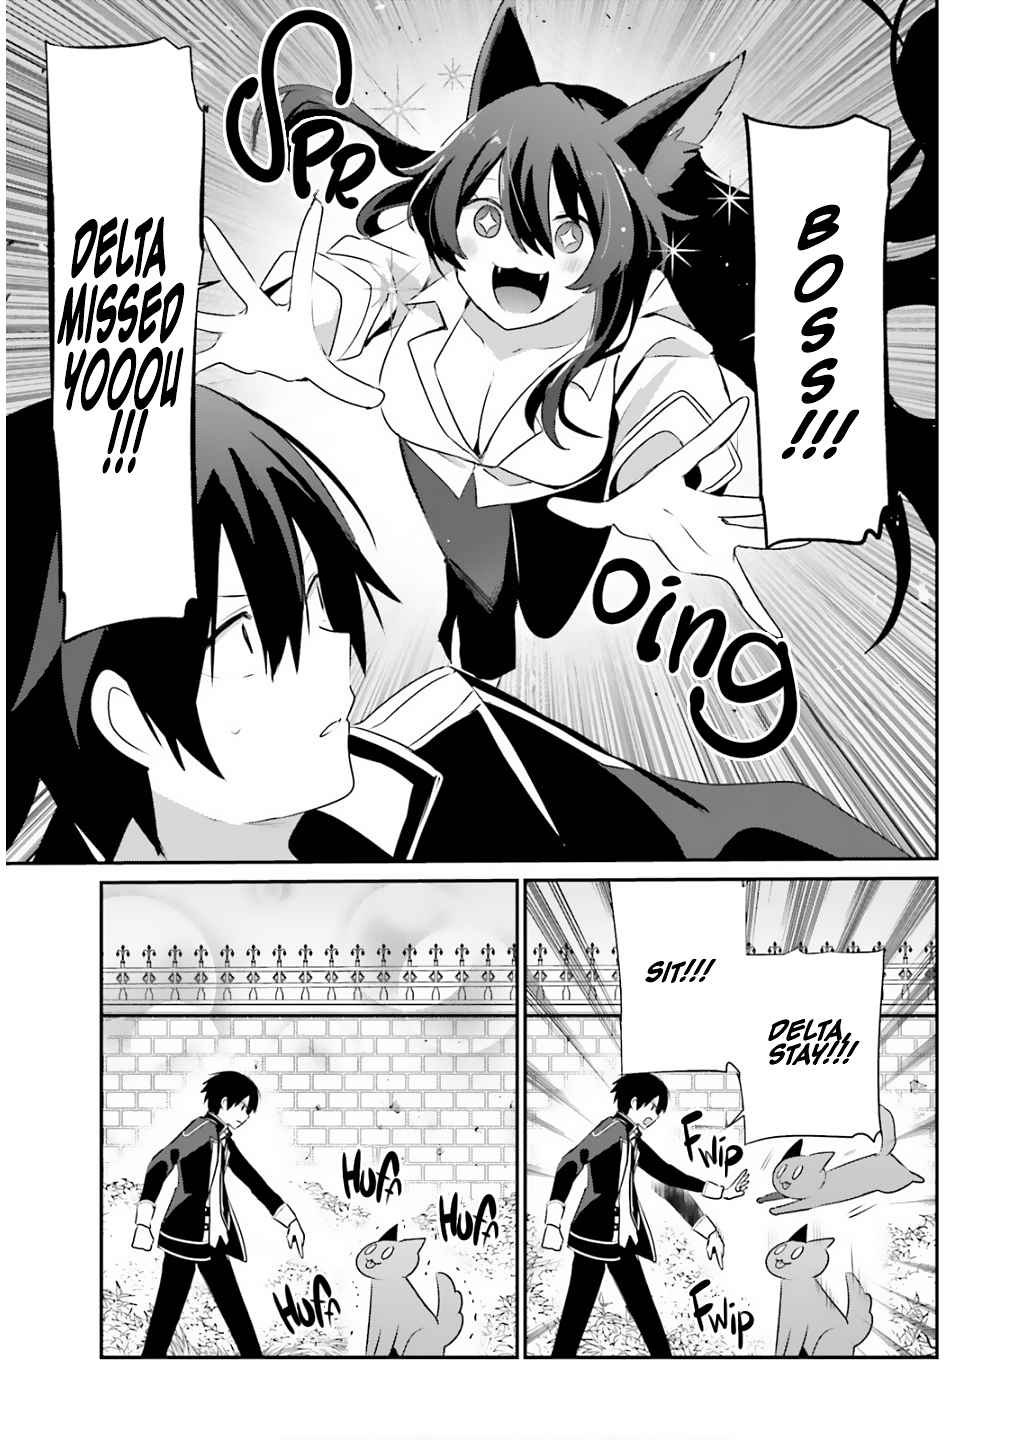 BOSS!!!
SPR
OING
DELTA
MISSED
YOOOU
!!!
DELTA,
STAY!!!
SIT!!!
FWIP
FWIP
HUFF
HUFF
HUFF